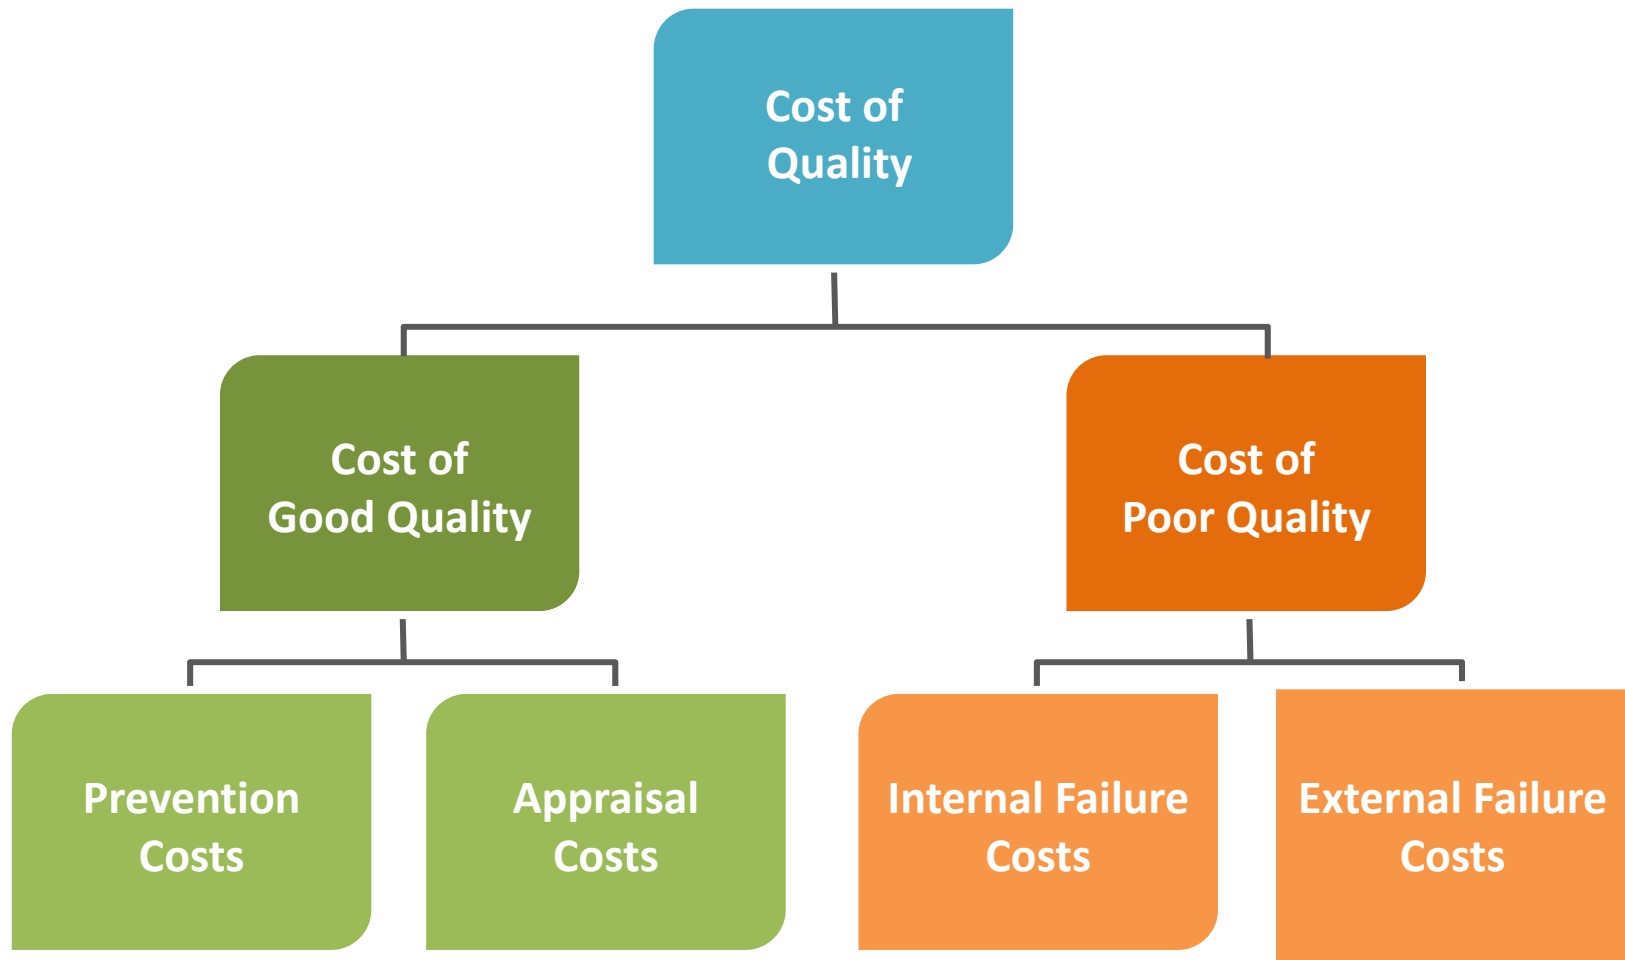 Cost of
Quality
Cost of
Good Quality
Cost of
Poor Quality
Prevention
Costs
Appraisal
Costs
Internal Failure
Costs
External Failure
Costs